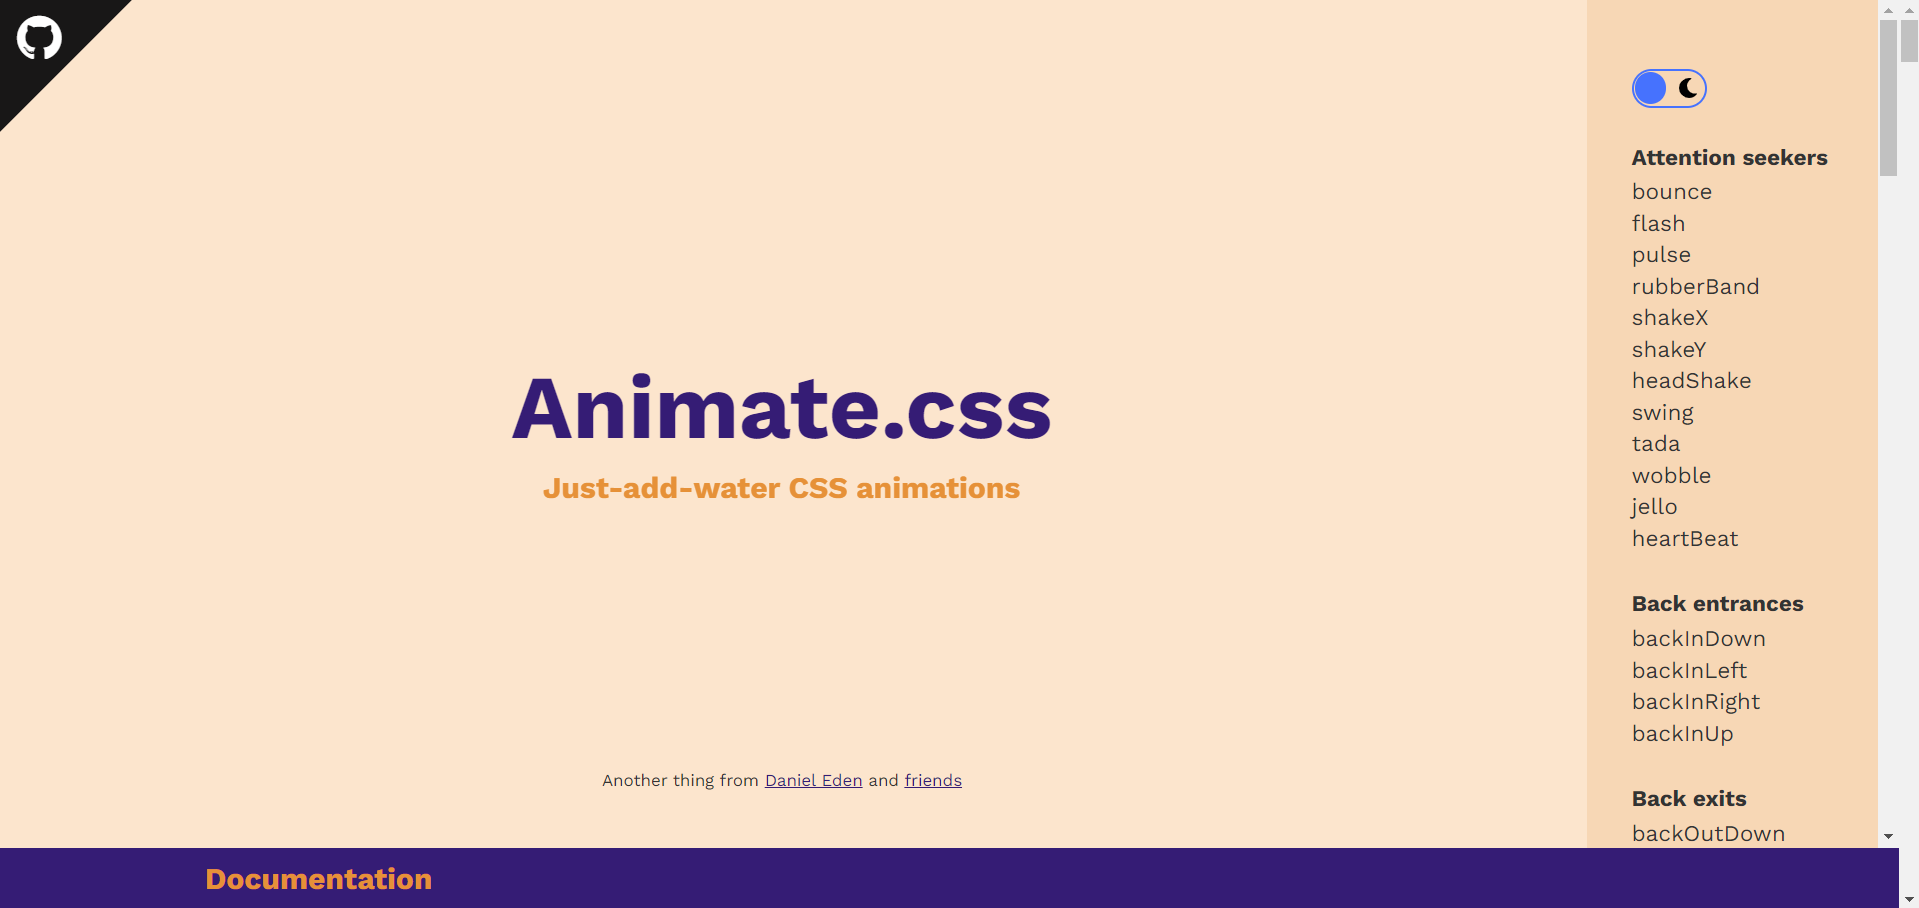 Animate.css
Just-add-water CSS animations
Another thing from Daniel Eden and friends
Attention seekers
bounce
flash
pulse
rubberBand
shakeX
shakeY
headShake
swing
tada
wobble
jello
heartBeat
Back entrances
backInDown
backInLeft
backInRight
backInUp
Back exits
backOutDown
Documentation